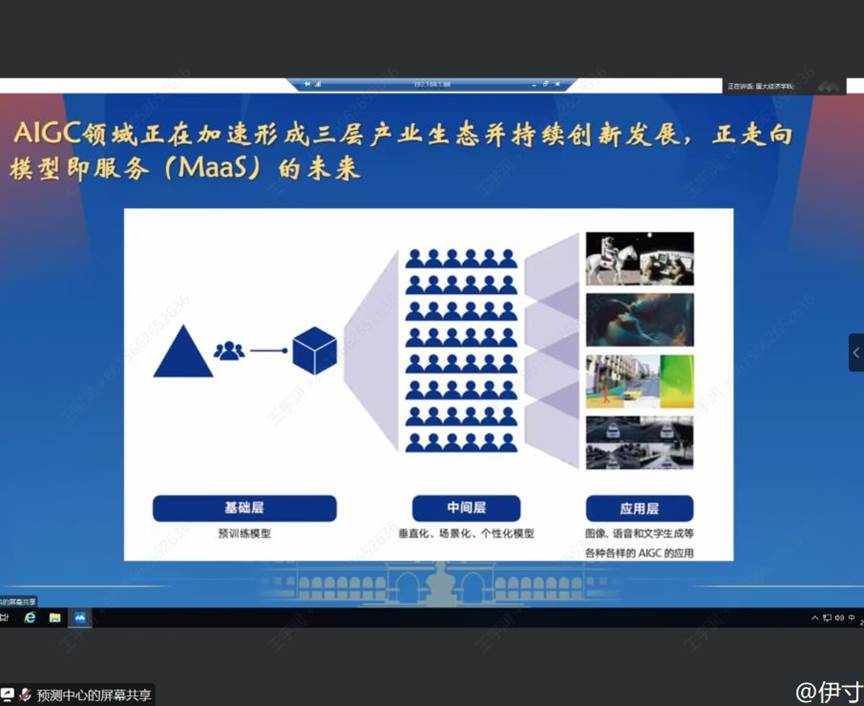 192.168.1.88
AIGC领域正在加速形成三层产业生态并持续创新发展，正走向
模型即服务（MaaS）的未来
基础层
中间层
应用层
预训练模型
垂直化、场景化、个性化模型
图像、语音和文字生成等
各种各样的 AIGC 的应用
的屏幕共享
中
预测中心的屏幕共享
@伊寸